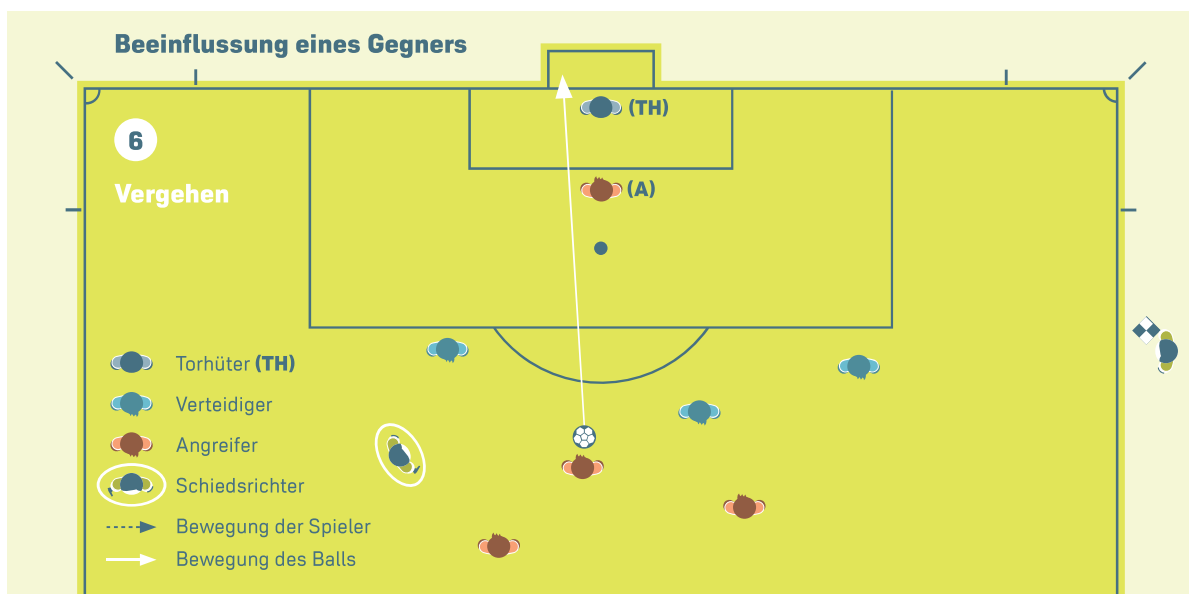 Beeinflussung eines Gegners
(TH)
6
(A)
Vergehen
Torhüter (TH)
Verteidiger
Angreifer
Schiedsrichter
Bewegung der Spieler
Bewegung des Balls